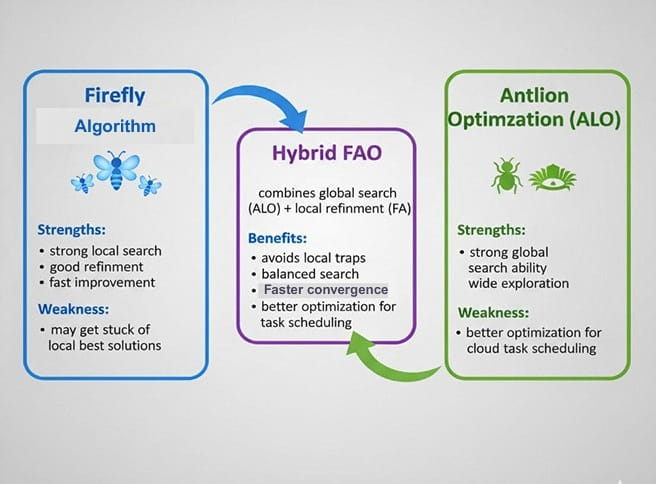 Firefly
Algorithm
Strengths:
• strong local search
• good refinment
• fast improvement
Weakness:
• may get stuck of
local best solutions
Hybrid FAO
combines global search
(ALO) + local refinment (FA)
Benefits:
• avoids local traps
• balanced search
• Faster convergence
• better optimization for
task scheduling
Antlion
Optimzation (ALO)
Strengths:
• strong global
search ability
wide exploration
Weakness:
• better optimization for
cloud task scheduling